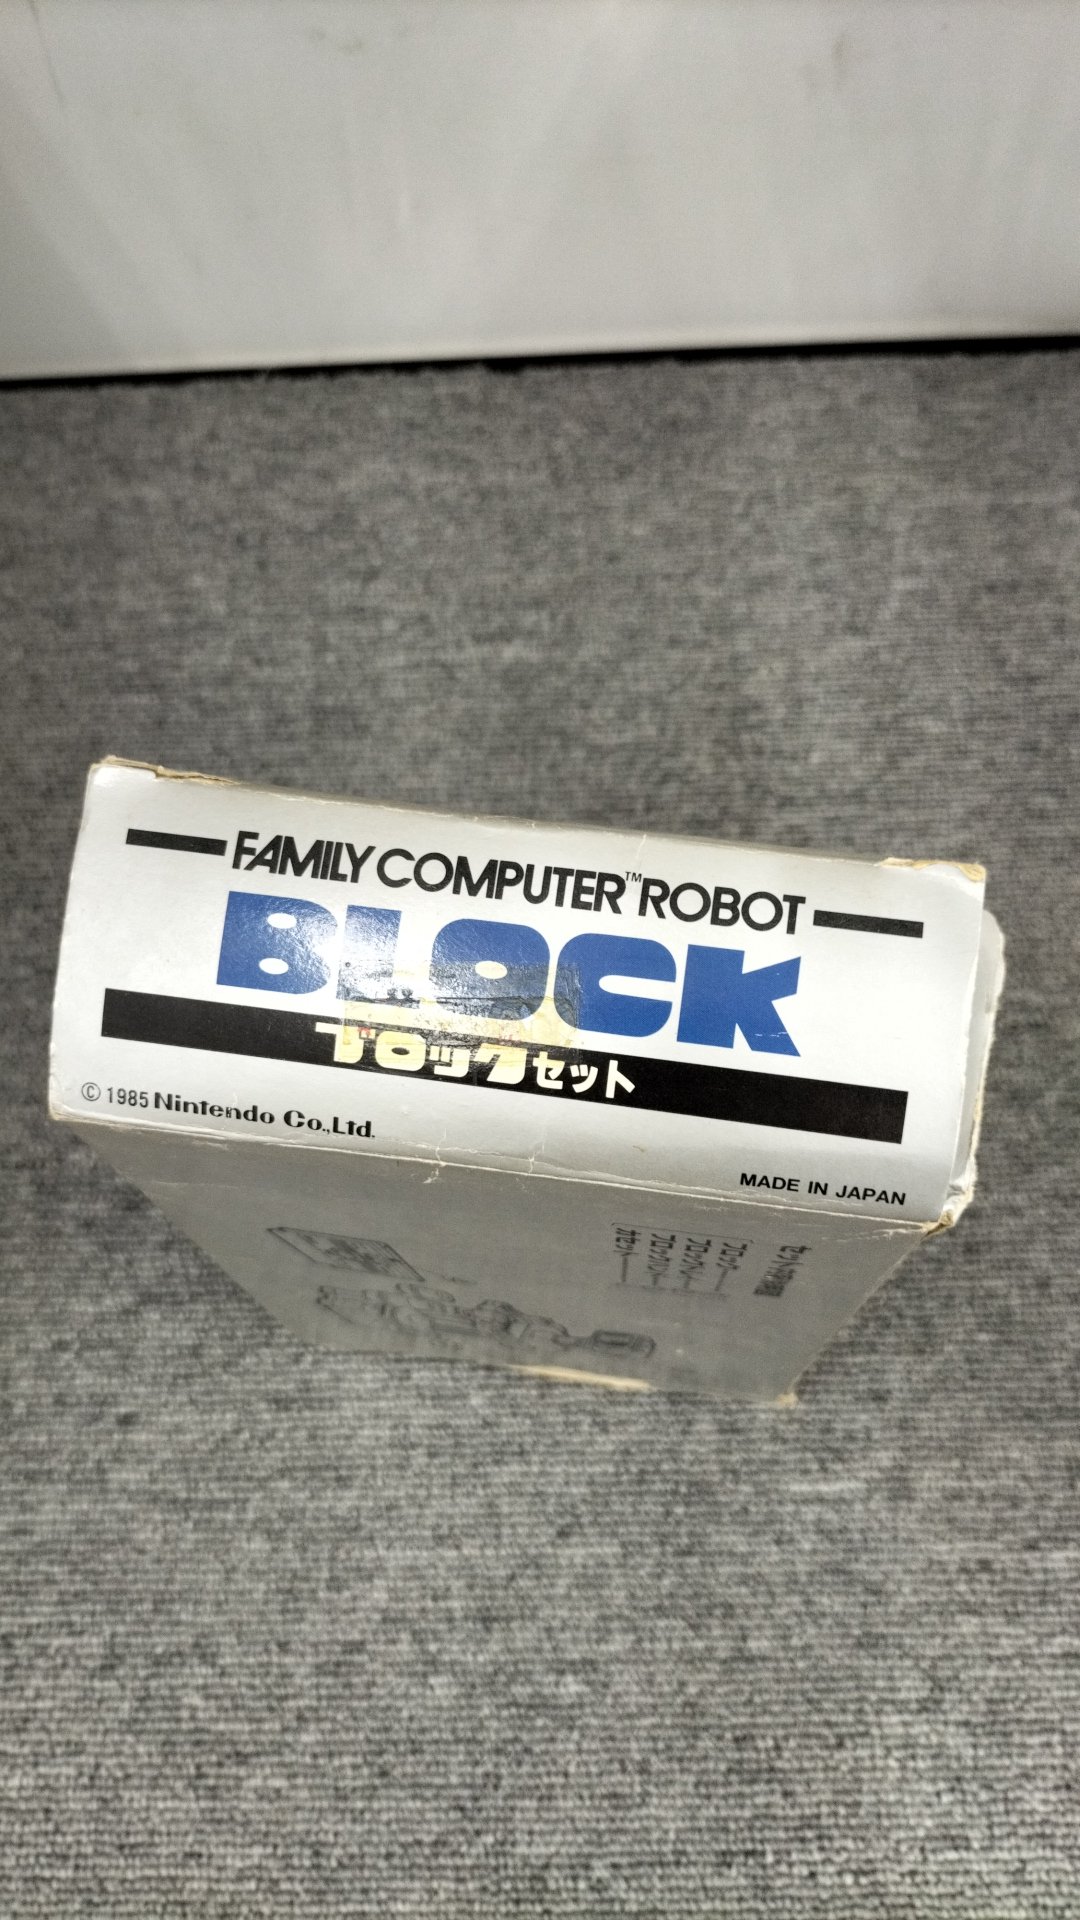 FAMILY COMPUTER™ ROBOT
BLOCK
ブロックセット
© 1985 Nintendo Co.,Ltd.
MADE IN JAPAN